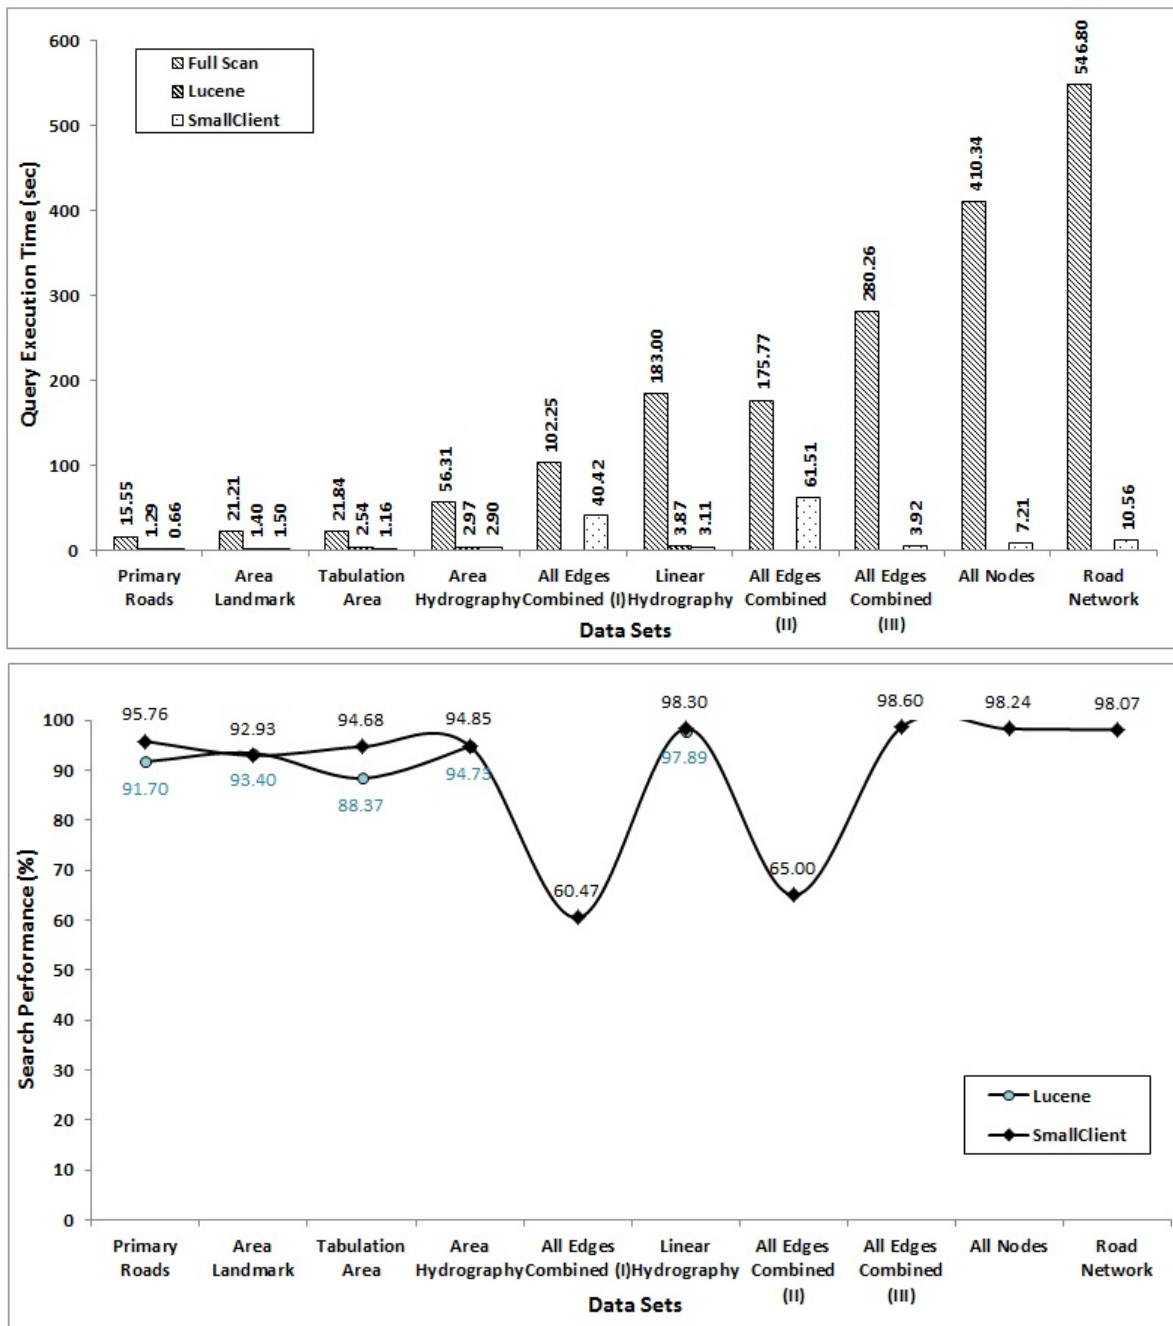 600
500
400
300
200
100
0
Query Execution Time (sec)
Full Scan
Lucene
SmallClient
15.55
1.29
0.66
21.21
1.40
1.50
21.84
2.54
1.16
56.31
2.97
2.90
102.25
40.42
183.00
3.87
3.11
175.77
61.51
280.26
3.92
410.34
7.21
546.80
10.56
Primary
Roads
Area
Landmark
Tabulation
Area
Area
Hydrography
All Edges
Combined (I)
Linear
Hydrography
All Edges
Combined
(II)
All Edges
Combined
(III)
All Nodes
Road
Network
Data Sets
100
90
80
70
60
50
40
30
20
10
0
Search Performance (%)
95.76
92.93
94.68
94.85
60.47
98.30
65.00
98.60
98.24
98.07
91.70
93.40
88.37
94.73
97.89
Lucene
SmallClient
Primary
Roads
Area
Landmark
Tabulation
Area
Area
Hydrography
All Edges
Combined (I)
Linear
Hydrography
All Edges
Combined
(II)
All Edges
Combined
(III)
All Nodes
Road
Network
Data Sets